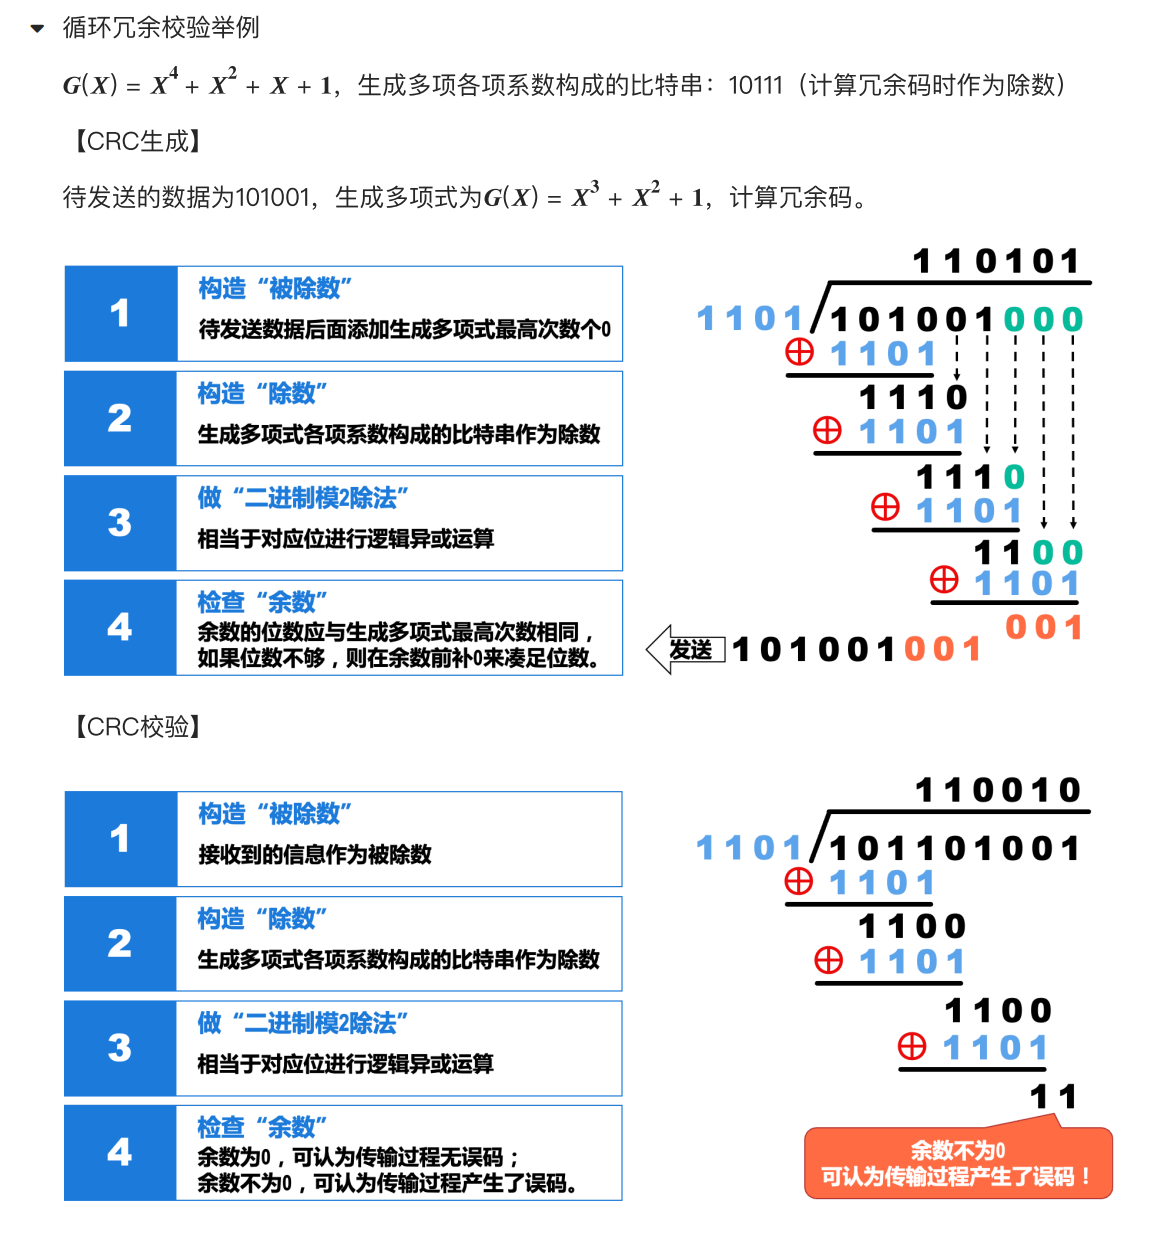 循环冗余校验举例
G(X) = X⁴ + X² + X + 1，生成多项各项系数构成的比特串：10111（计算冗余码时作为除数）
【CRC生成】
待发送的数据为101001，生成多项式为G(X) = X³ + X² + 1，计算冗余码。
1
构造“被除数”
待发送数据后面添加生成多项式最高次数个0
2
构造“除数”
生成多项式各项系数构成的比特串作为除数
3
做“二进制模2除法”
相当于对应位进行逻辑异或运算
4
检查“余数”
余数的位数应与生成多项式最高次数相同，
如果位数不够，则在余数前补0来凑足位数。
110101
1101 101001000
⊕ 1101
1110
⊕ 1101
1110
⊕ 1101
1100
⊕ 1101
001
发送 101001001
【CRC校验】
1
构造“被除数”
接收到的信息作为被除数
2
构造“除数”
生成多项式各项系数构成的比特串作为除数
3
做“二进制模2除法”
相当于对应位进行逻辑异或运算
4
检查“余数”
余数为0，可认为传输过程无误码；
余数不为0，可认为传输过程产生了误码。
110010
1101 101101001
⊕ 1101
1100
⊕ 1101
1100
⊕ 1101
11
余数不为0
可认为传输过程产生了误码！